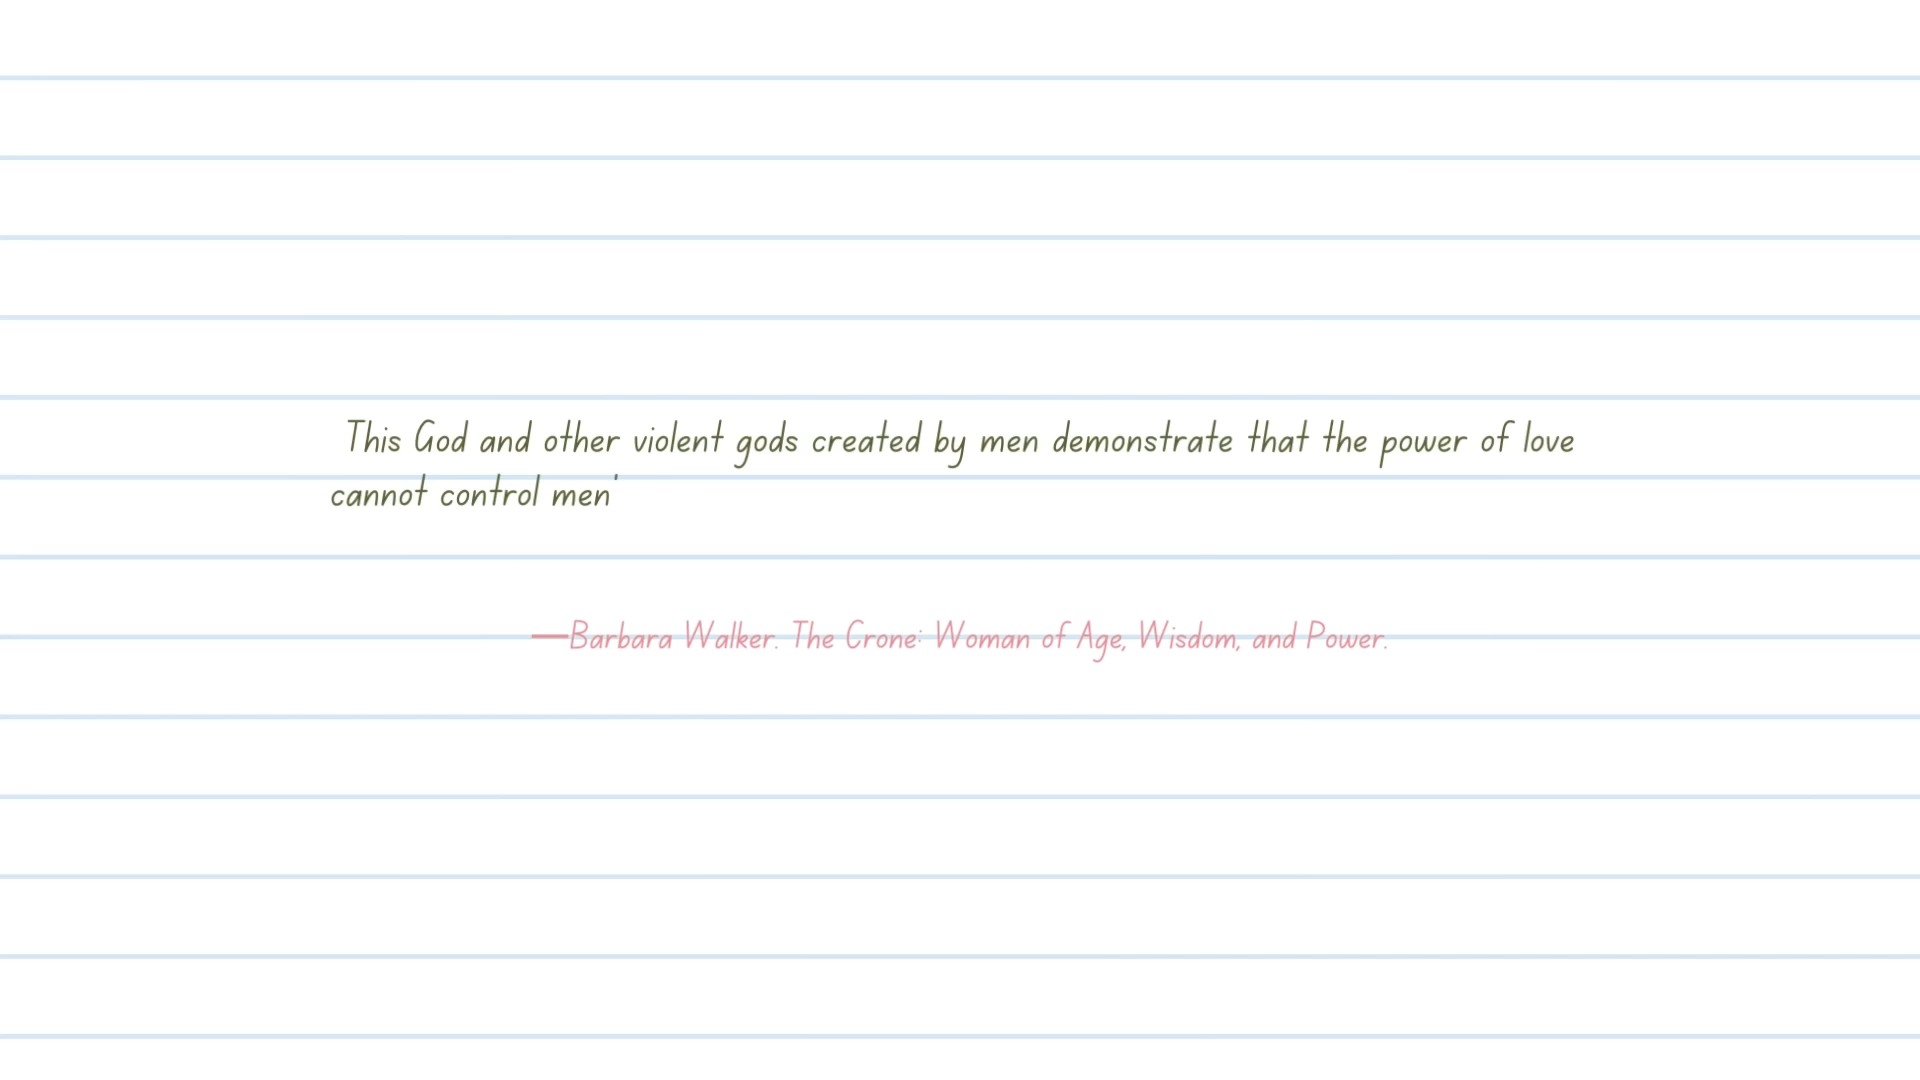 This God and other violent gods created by men demonstrate that the power of love
cannot control men'
—Barbara Walker. The Crone: Woman of Age, Wisdom, and Power.